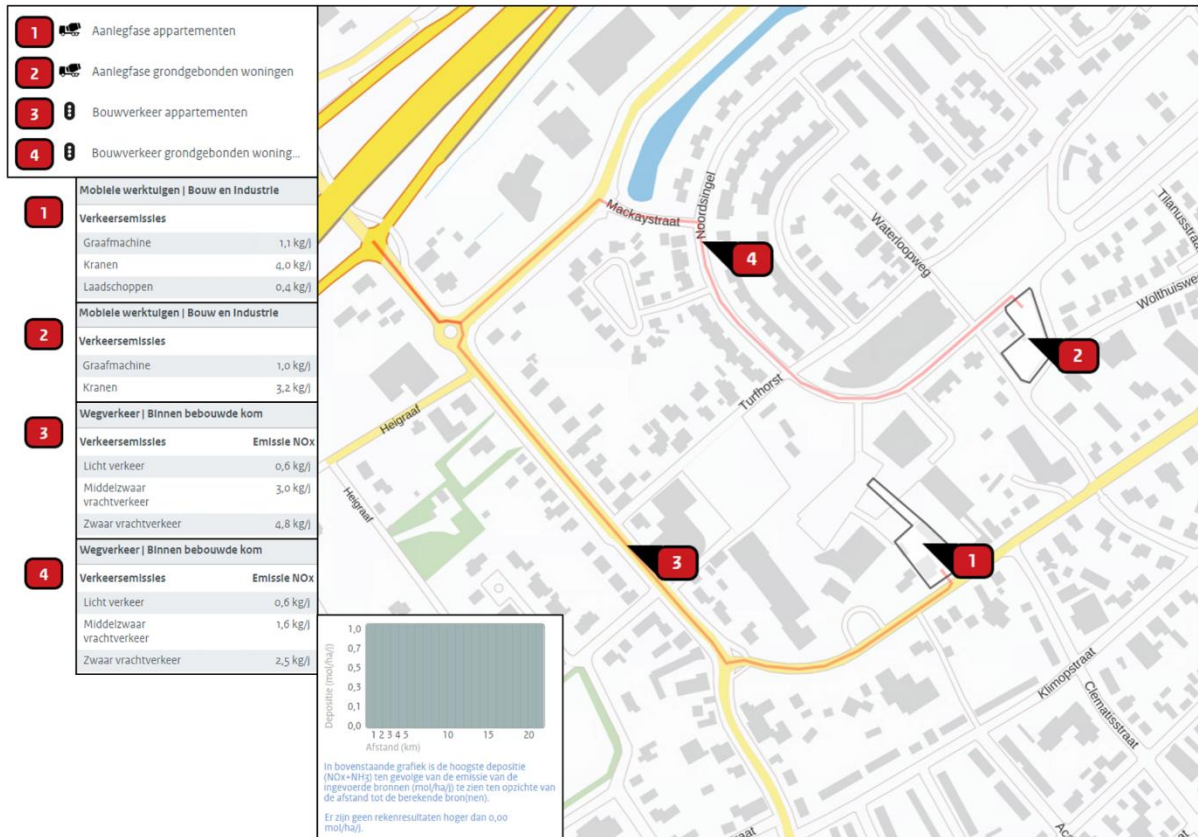 1 Aanlegfase appartementen
2 Aanlegfase grondgebonden woningen
3 Bouwverkeer appartementen
4 Bouwverkeer grondgebonden woning...
1
Mobiele werktuigen | Bouw en Industrie
Verkeersemissies
Graafmachine 1,1 kg/j
Kranen 4,0 kg/j
Laadschoppen 0,4 kg/j
2
Mobiele werktuigen | Bouw en Industrie
Verkeersemissies
Graafmachine 1,0 kg/j
Kranen 3,2 kg/j
3
Wegverkeer | Binnen bebouwde kom
Verkeersemissies Emissie NOx
Licht verkeer 0,6 kg/j
Middelzwaar
vrachtverkeer 3,0 kg/j
Zwaar vrachtverkeer 4,8 kg/j
4
Wegverkeer | Binnen bebouwde kom
Verkeersemissies Emissie NOx
Licht verkeer 0,6 kg/j
Middelzwaar
vrachtverkeer 1,6 kg/j
Zwaar vrachtverkeer 2,5 kg/j
Mackaystraat
Noordsingel
4
Waterloopweg
Tilanusstraa
Wolthuiswe
2
Turfhorst
Heigraaf
Heigraaf
3
1
Klimopstraat
Clematisstraat
straat
Aca
Depositie (mol/ha/j)
1,0
0,7
0,5
0,3
0,1
0,0
1 2 3 4 5 10 15 20
Afstand (km)
In bovenstaande grafiek is de hoogste depositie
(NOx+NH3) ten gevolge van de emissie van de
ingevoerde bronnen (mol/ha/j) te zien ten opzichte van
de afstand tot de berekende bron(nen).
Er zijn geen rekenresultaten hoger dan 0,00
mol/ha/j.